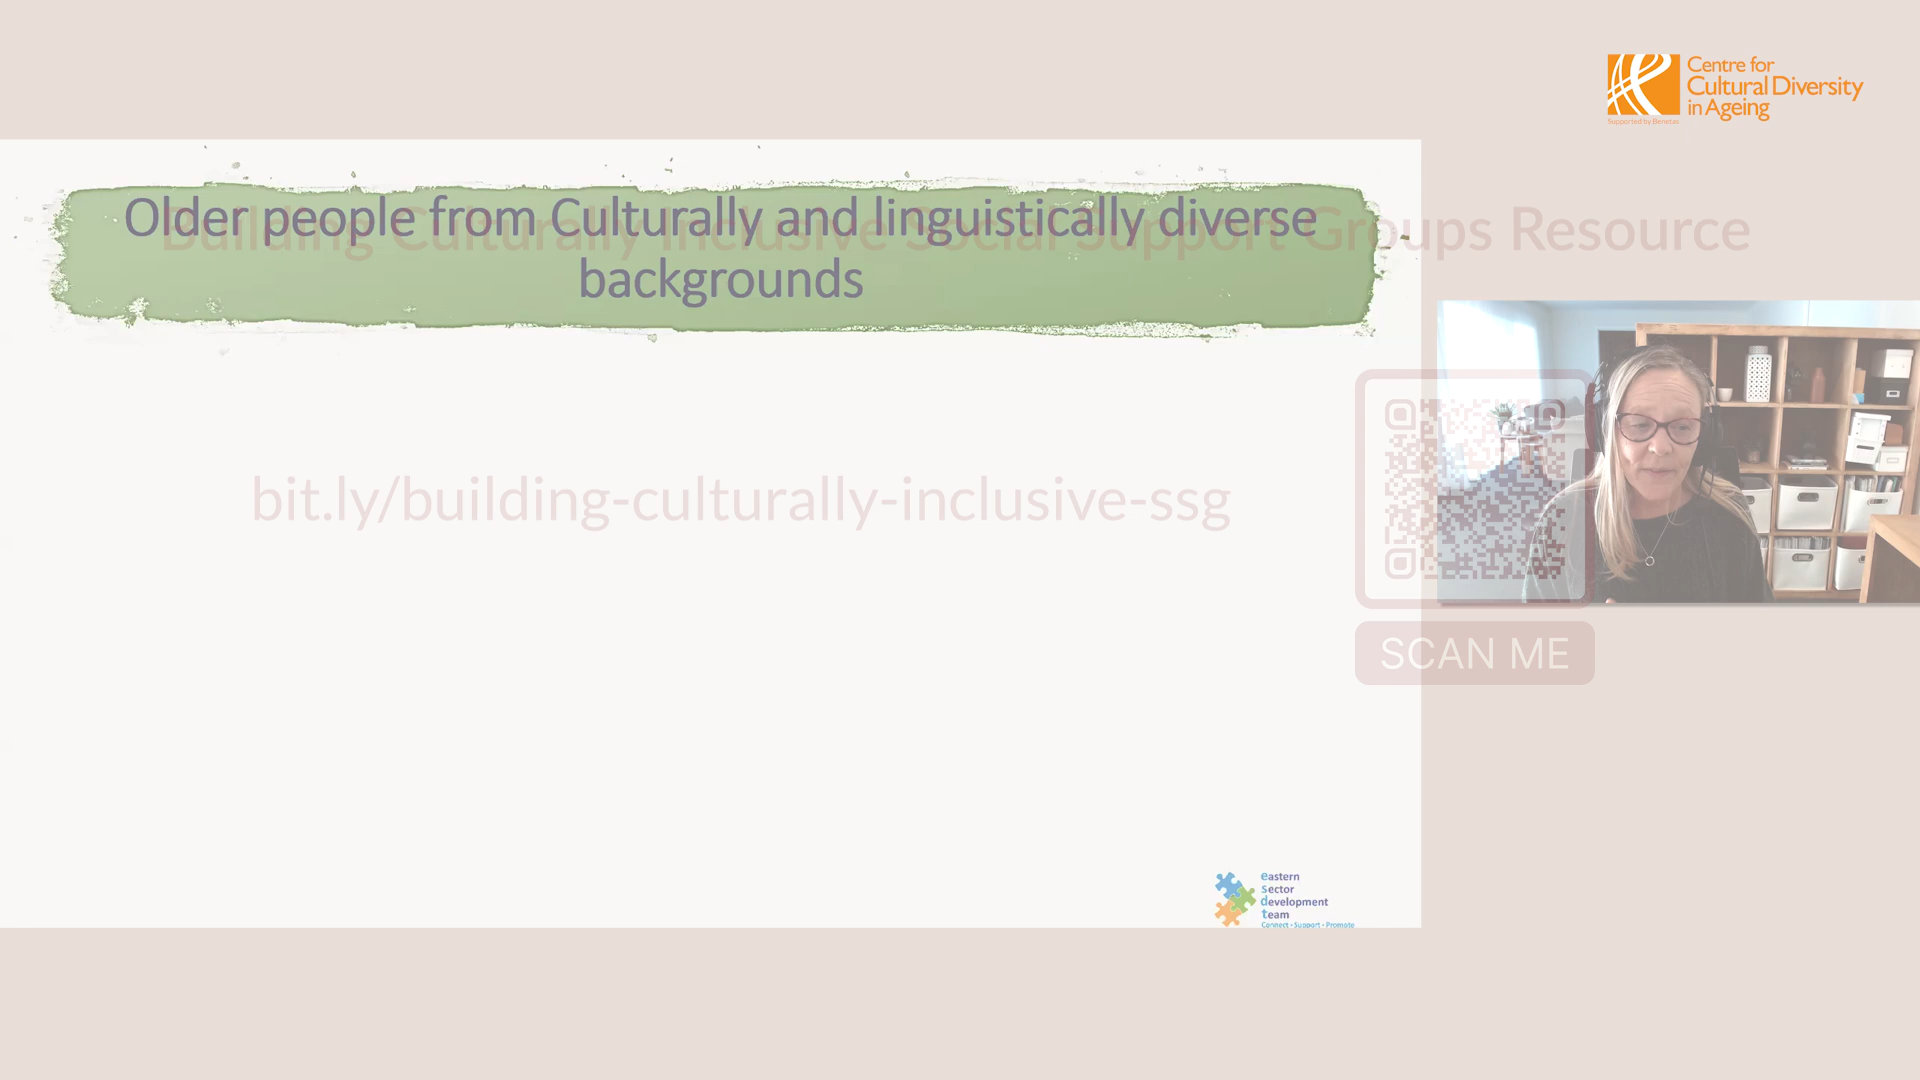 Centre for
Cultural Diversity
in Ageing
Supported by Benetas
Older people from Culturally and linguistically diverse
backgrounds
Building Culturally Inclusive Social Support Groups Resource
bit.ly/building-culturally-inclusive-ssg
SCAN ME
eastern
sector
development
team
Connect • Support • Promote